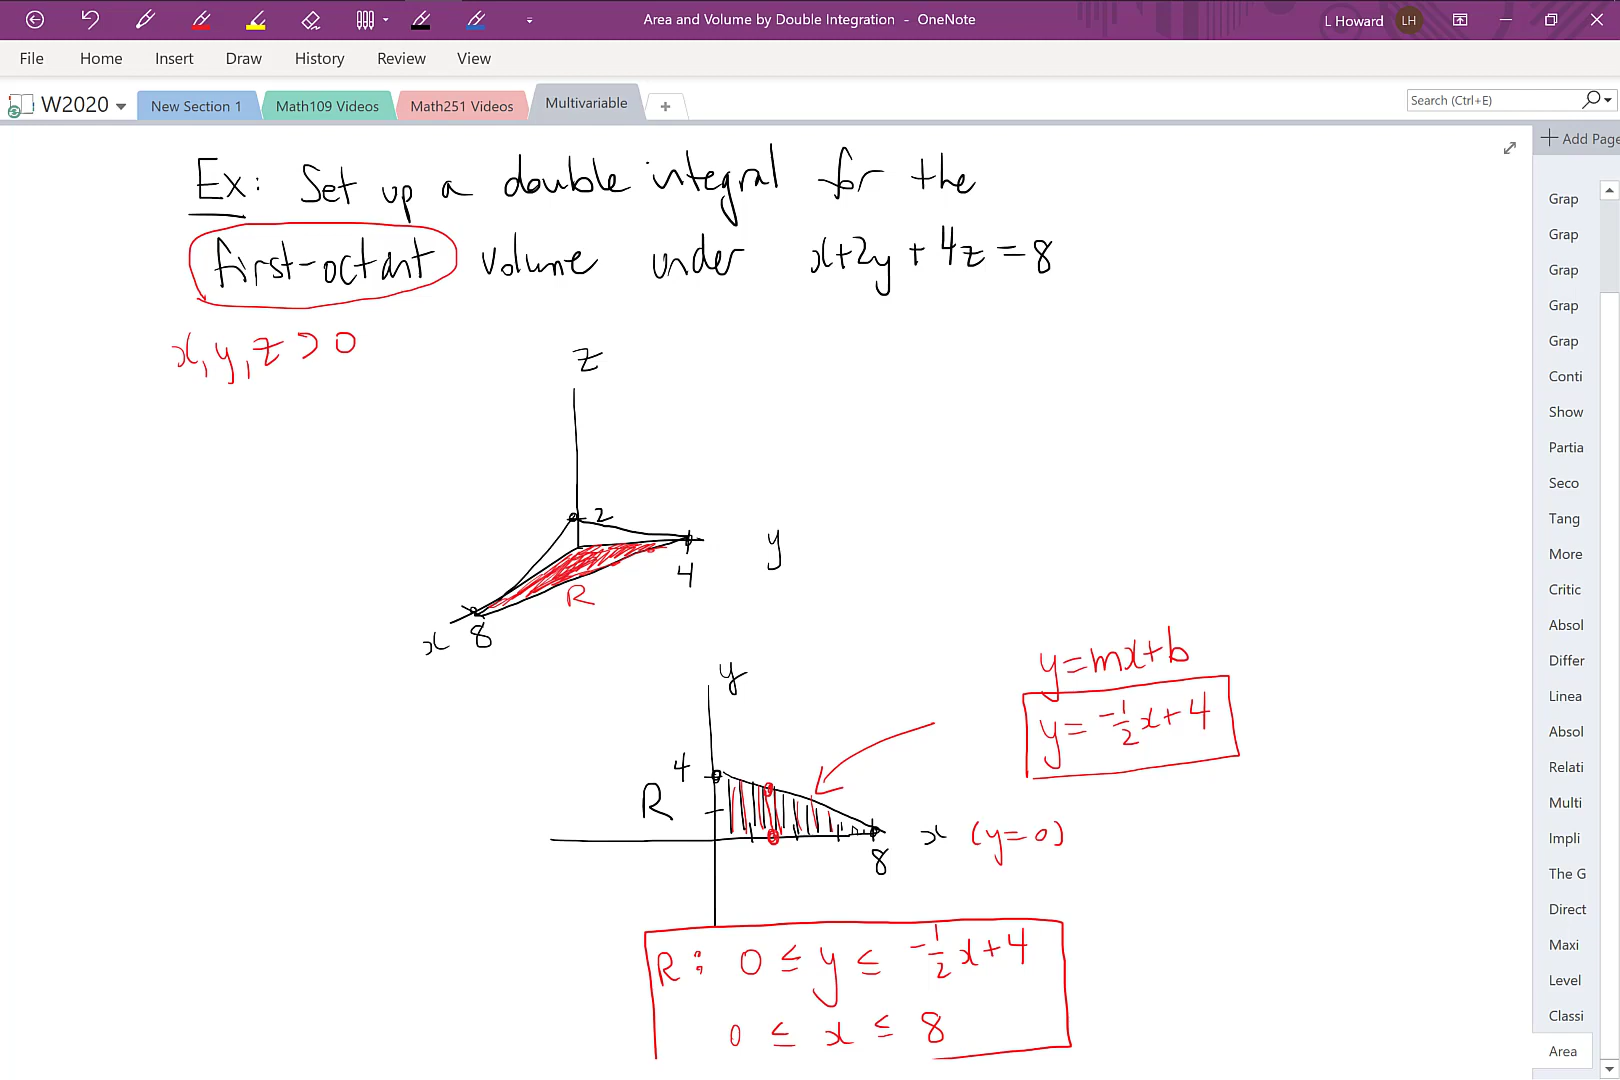 Area and Volume by Double Integration - OneNote
L Howard
LH
File Home Insert Draw History Review View
W2020 New Section 1 Math109 Videos Math251 Videos Multivariable +
Search (Ctrl+E)
+ Add Page
Ex: Set up a double integral for the
first-octant volume under x+2y+4z=8
x,y,z>0
z
2
y
4
R
x 8
y
y=mx+b
y=-1/2x+4
4
R
x (y=0)
8
R: 0 ≤ y ≤ -1/2x+4
0 ≤ x ≤ 8
Grap
Grap
Grap
Grap
Grap
Conti
Show
Partia
Seco
Tang
More
Critic
Absol
Differ
Linea
Absol
Relati
Multi
Impli
The G
Direct
Maxi
Level
Classi
Area